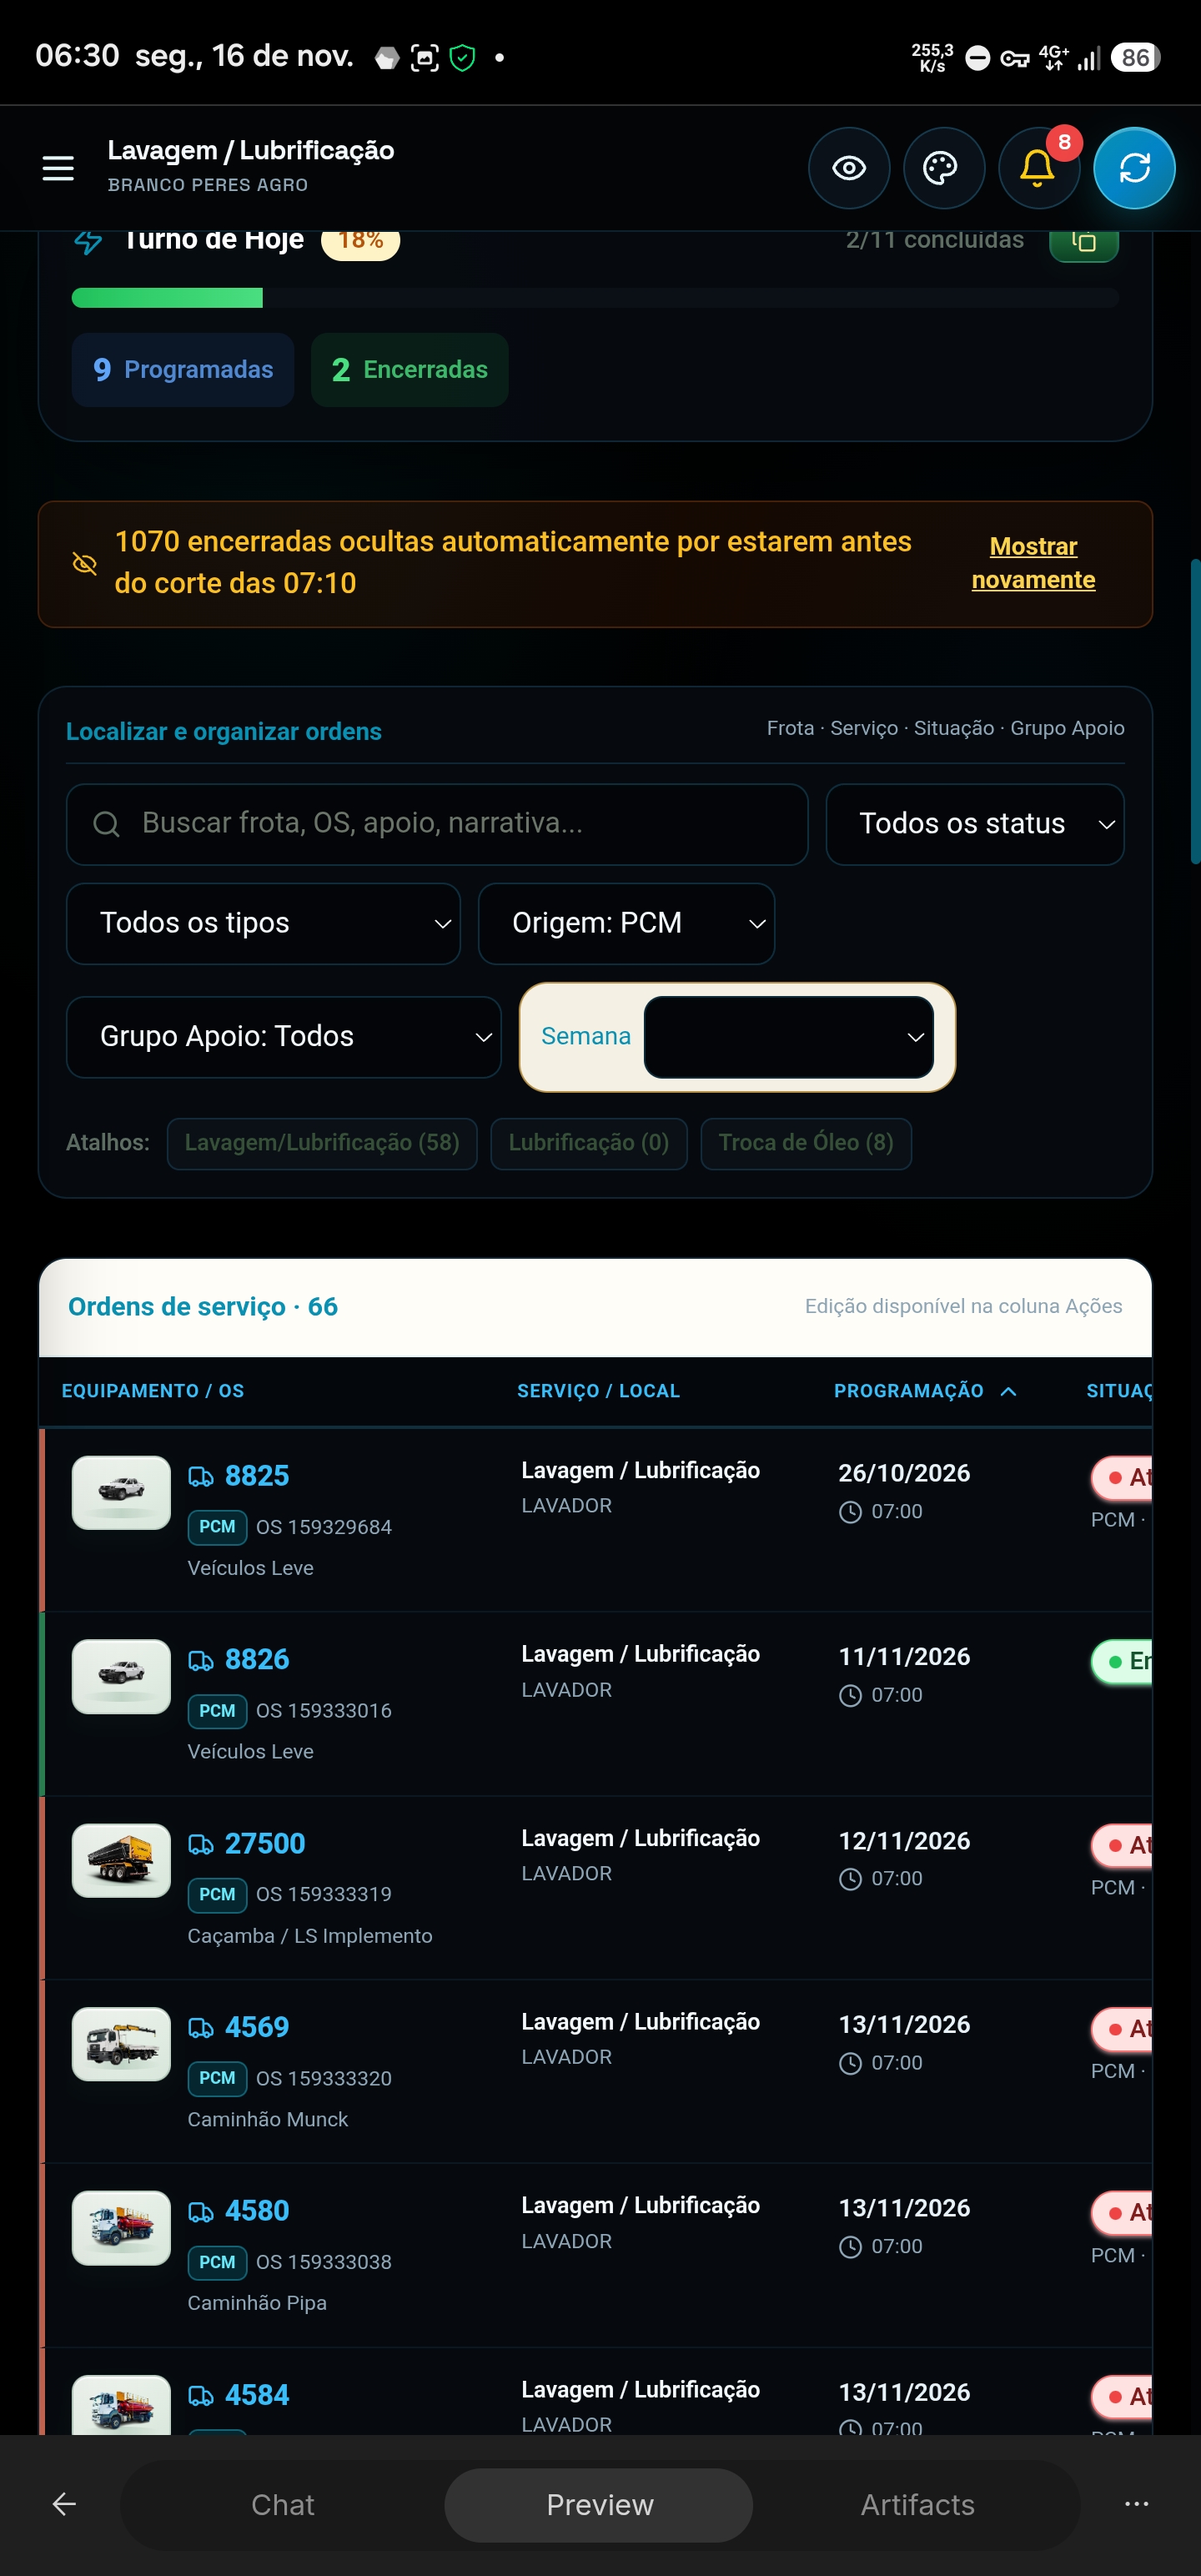 06:30 seg., 16 de nov.
255,3 K/s
4G+
86
Lavagem / Lubrificação
BRANCO PERES AGRO
8
Turno de Hoje 18% 2/11 concluídas
9 Programadas 2 Encerradas
1070 encerradas ocultas automaticamente por estarem antes
do corte das 07:10
Mostrar
novamente
Localizar e organizar ordens Frota · Serviço · Situação · Grupo Apoio
Buscar frota, OS, apoio, narrativa... Todos os status
Todos os tipos Origem: PCM
Grupo Apoio: Todos Semana
Atalhos: Lavagem/Lubrificação (58) Lubrificação (0) Troca de Óleo (8)
Ordens de serviço · 66 Edição disponível na coluna Ações
EQUIPAMENTO / OS SERVIÇO / LOCAL PROGRAMAÇÃO SITUAÇ
8825 Lavagem / Lubrificação 26/10/2026 At
PCM OS 159329684 LAVADOR 07:00 PCM ·
Veículos Leve
8826 Lavagem / Lubrificação 11/11/2026 En
PCM OS 159333016 LAVADOR 07:00
Veículos Leve
27500 Lavagem / Lubrificação 12/11/2026 At
PCM OS 159333319 LAVADOR 07:00 PCM ·
Caçamba / LS Implemento
4569 Lavagem / Lubrificação 13/11/2026 At
PCM OS 159333320 LAVADOR 07:00 PCM ·
Caminhão Munck
4580 Lavagem / Lubrificação 13/11/2026 At
PCM OS 159333038 LAVADOR 07:00 PCM ·
Caminhão Pipa
4584 Lavagem / Lubrificação 13/11/2026 At
LAVADOR 07:00
Chat Preview Artifacts